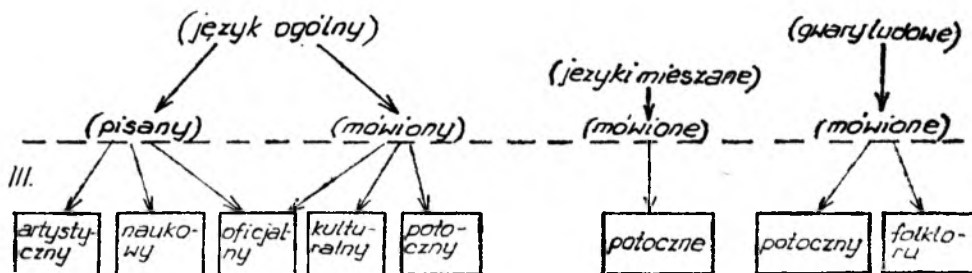 (język ogólny)
(gwary ludowe)
(języki mieszane)
(pisany)
(mówiony)
(mówione)
(mówione)
III.
artysty-
czny
nauko-
wy
oficjal-
ny
kultu-
ralny
poto-
czny
potoczne
potoczny
folklo-
ru